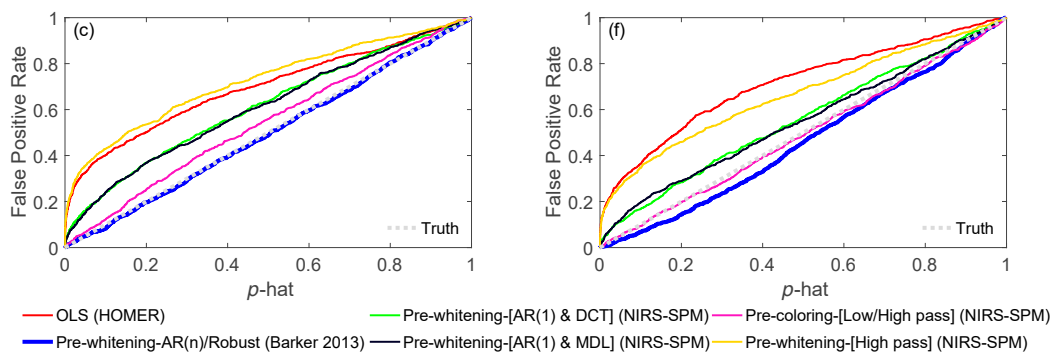 (c)
False Positive Rate
1
0.8
0.6
0.4
0.2
0
0 0.2 0.4 0.6 0.8 1
p-hat
Truth
(f)
False Positive Rate
1
0.8
0.6
0.4
0.2
0
0 0.2 0.4 0.6 0.8 1
p-hat
Truth
OLS (HOMER)
Pre-whitening-[AR(1) & DCT] (NIRS-SPM)
Pre-coloring-[Low/High pass] (NIRS-SPM)
Pre-whitening-AR(n)/Robust (Barker 2013)
Pre-whitening-[AR(1) & MDL] (NIRS-SPM)
Pre-whitening-[High pass] (NIRS-SPM)